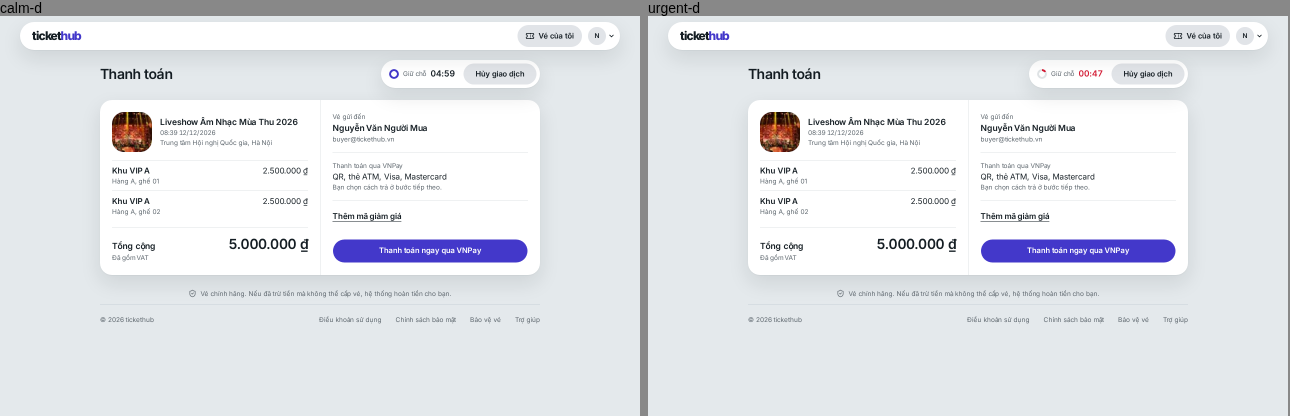 calm-d
tickethub
Vé của tôi
N
Thanh toán
Giữ chỗ 04:59
Hủy giao dịch
Liveshow Âm Nhạc Mùa Thu 2026
08:39 12/12/2026
Trung tâm Hội nghị Quốc gia, Hà Nội
Khu VIP A 2.500.000 ₫
Hàng A, ghế 01
Khu VIP A 2.500.000 ₫
Hàng A, ghế 02
Tổng cộng 5.000.000 ₫
Đã gồm VAT
Vé gửi đến
Nguyễn Văn Người Mua
buyer@tickethub.vn
Thanh toán qua VNPay
QR, thẻ ATM, Visa, Mastercard
Bạn chọn cách trả ở bước tiếp theo.
Thêm mã giảm giá
Thanh toán ngay qua VNPay
Vé chính hãng. Nếu đã trừ tiền mà không thể cấp vé, hệ thống hoàn tiền cho bạn.
© 2026 tickethub
Điều khoản sử dụng
Chính sách bảo mật
Bảo vệ vé
Trợ giúp
urgent-d
tickethub
Vé của tôi
N
Thanh toán
Giữ chỗ 00:47
Hủy giao dịch
Liveshow Âm Nhạc Mùa Thu 2026
08:39 12/12/2026
Trung tâm Hội nghị Quốc gia, Hà Nội
Khu VIP A 2.500.000 ₫
Hàng A, ghế 01
Khu VIP A 2.500.000 ₫
Hàng A, ghế 02
Tổng cộng 5.000.000 ₫
Đã gồm VAT
Vé gửi đến
Nguyễn Văn Người Mua
buyer@tickethub.vn
Thanh toán qua VNPay
QR, thẻ ATM, Visa, Mastercard
Bạn chọn cách trả ở bước tiếp theo.
Thêm mã giảm giá
Thanh toán ngay qua VNPay
Vé chính hãng. Nếu đã trừ tiền mà không thể cấp vé, hệ thống hoàn tiền cho bạn.
© 2026 tickethub
Điều khoản sử dụng
Chính sách bảo mật
Bảo vệ vé
Trợ giúp